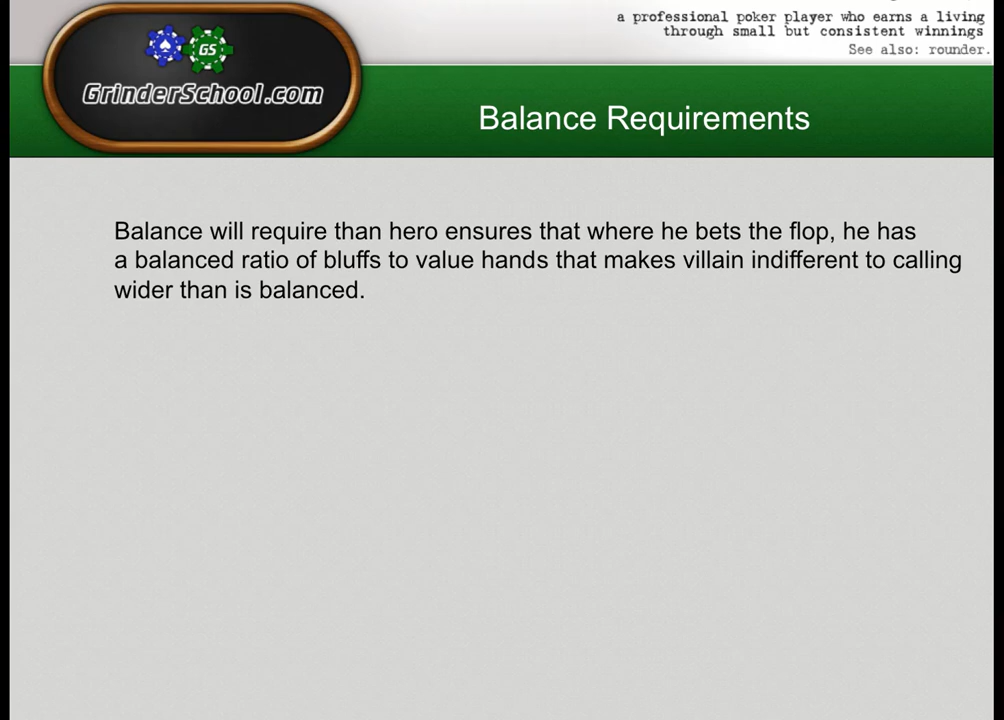 a professional poker player who earns a living
through small but consistent winnings
See also: rounder.
GS
GrinderSchool.com
Balance Requirements
Balance will require than hero ensures that where he bets the flop, he has
a balanced ratio of bluffs to value hands that makes villain indifferent to calling
wider than is balanced.